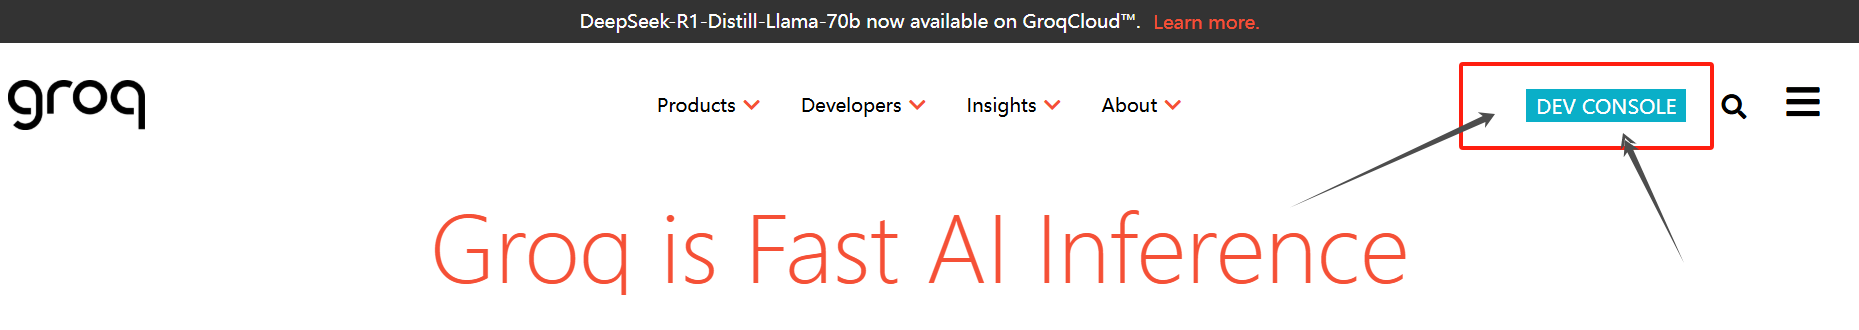 DeepSeek-R1-Distill-Llama-70b now available on GroqCloud™. Learn more.
groq Products Developers Insights About DEV CONSOLE
Groq is Fast AI Inference